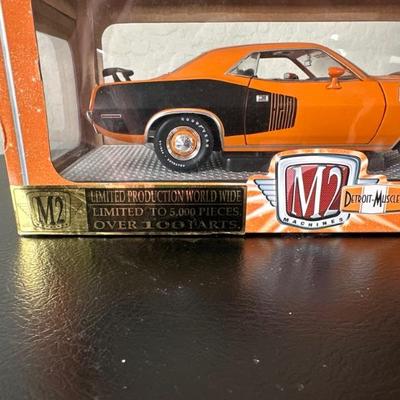 GOODYEAR
M2
LIMITED PRODUCTION WORLD WIDE
LIMITED TO 5,000 PIECES
OVER 100 PARTS
M2
MACHINES
DETROIT-MUSCLE